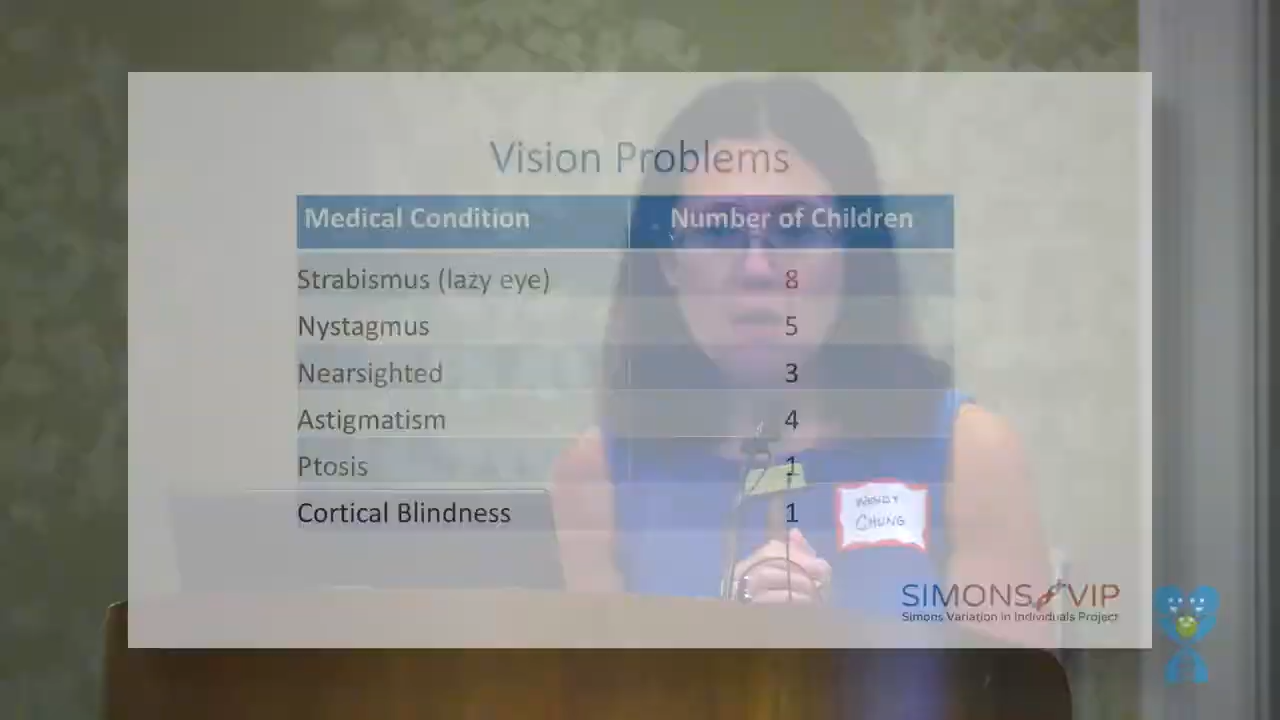 Vision Problems
Medical Condition Number of Children
Strabismus (lazy eye) 8
Nystagmus 5
Nearsighted 3
Astigmatism 4
Ptosis 1
Cortical Blindness 1
WENDY
CHUNG
SIMONS VIP
Simons Variation in Individuals Project